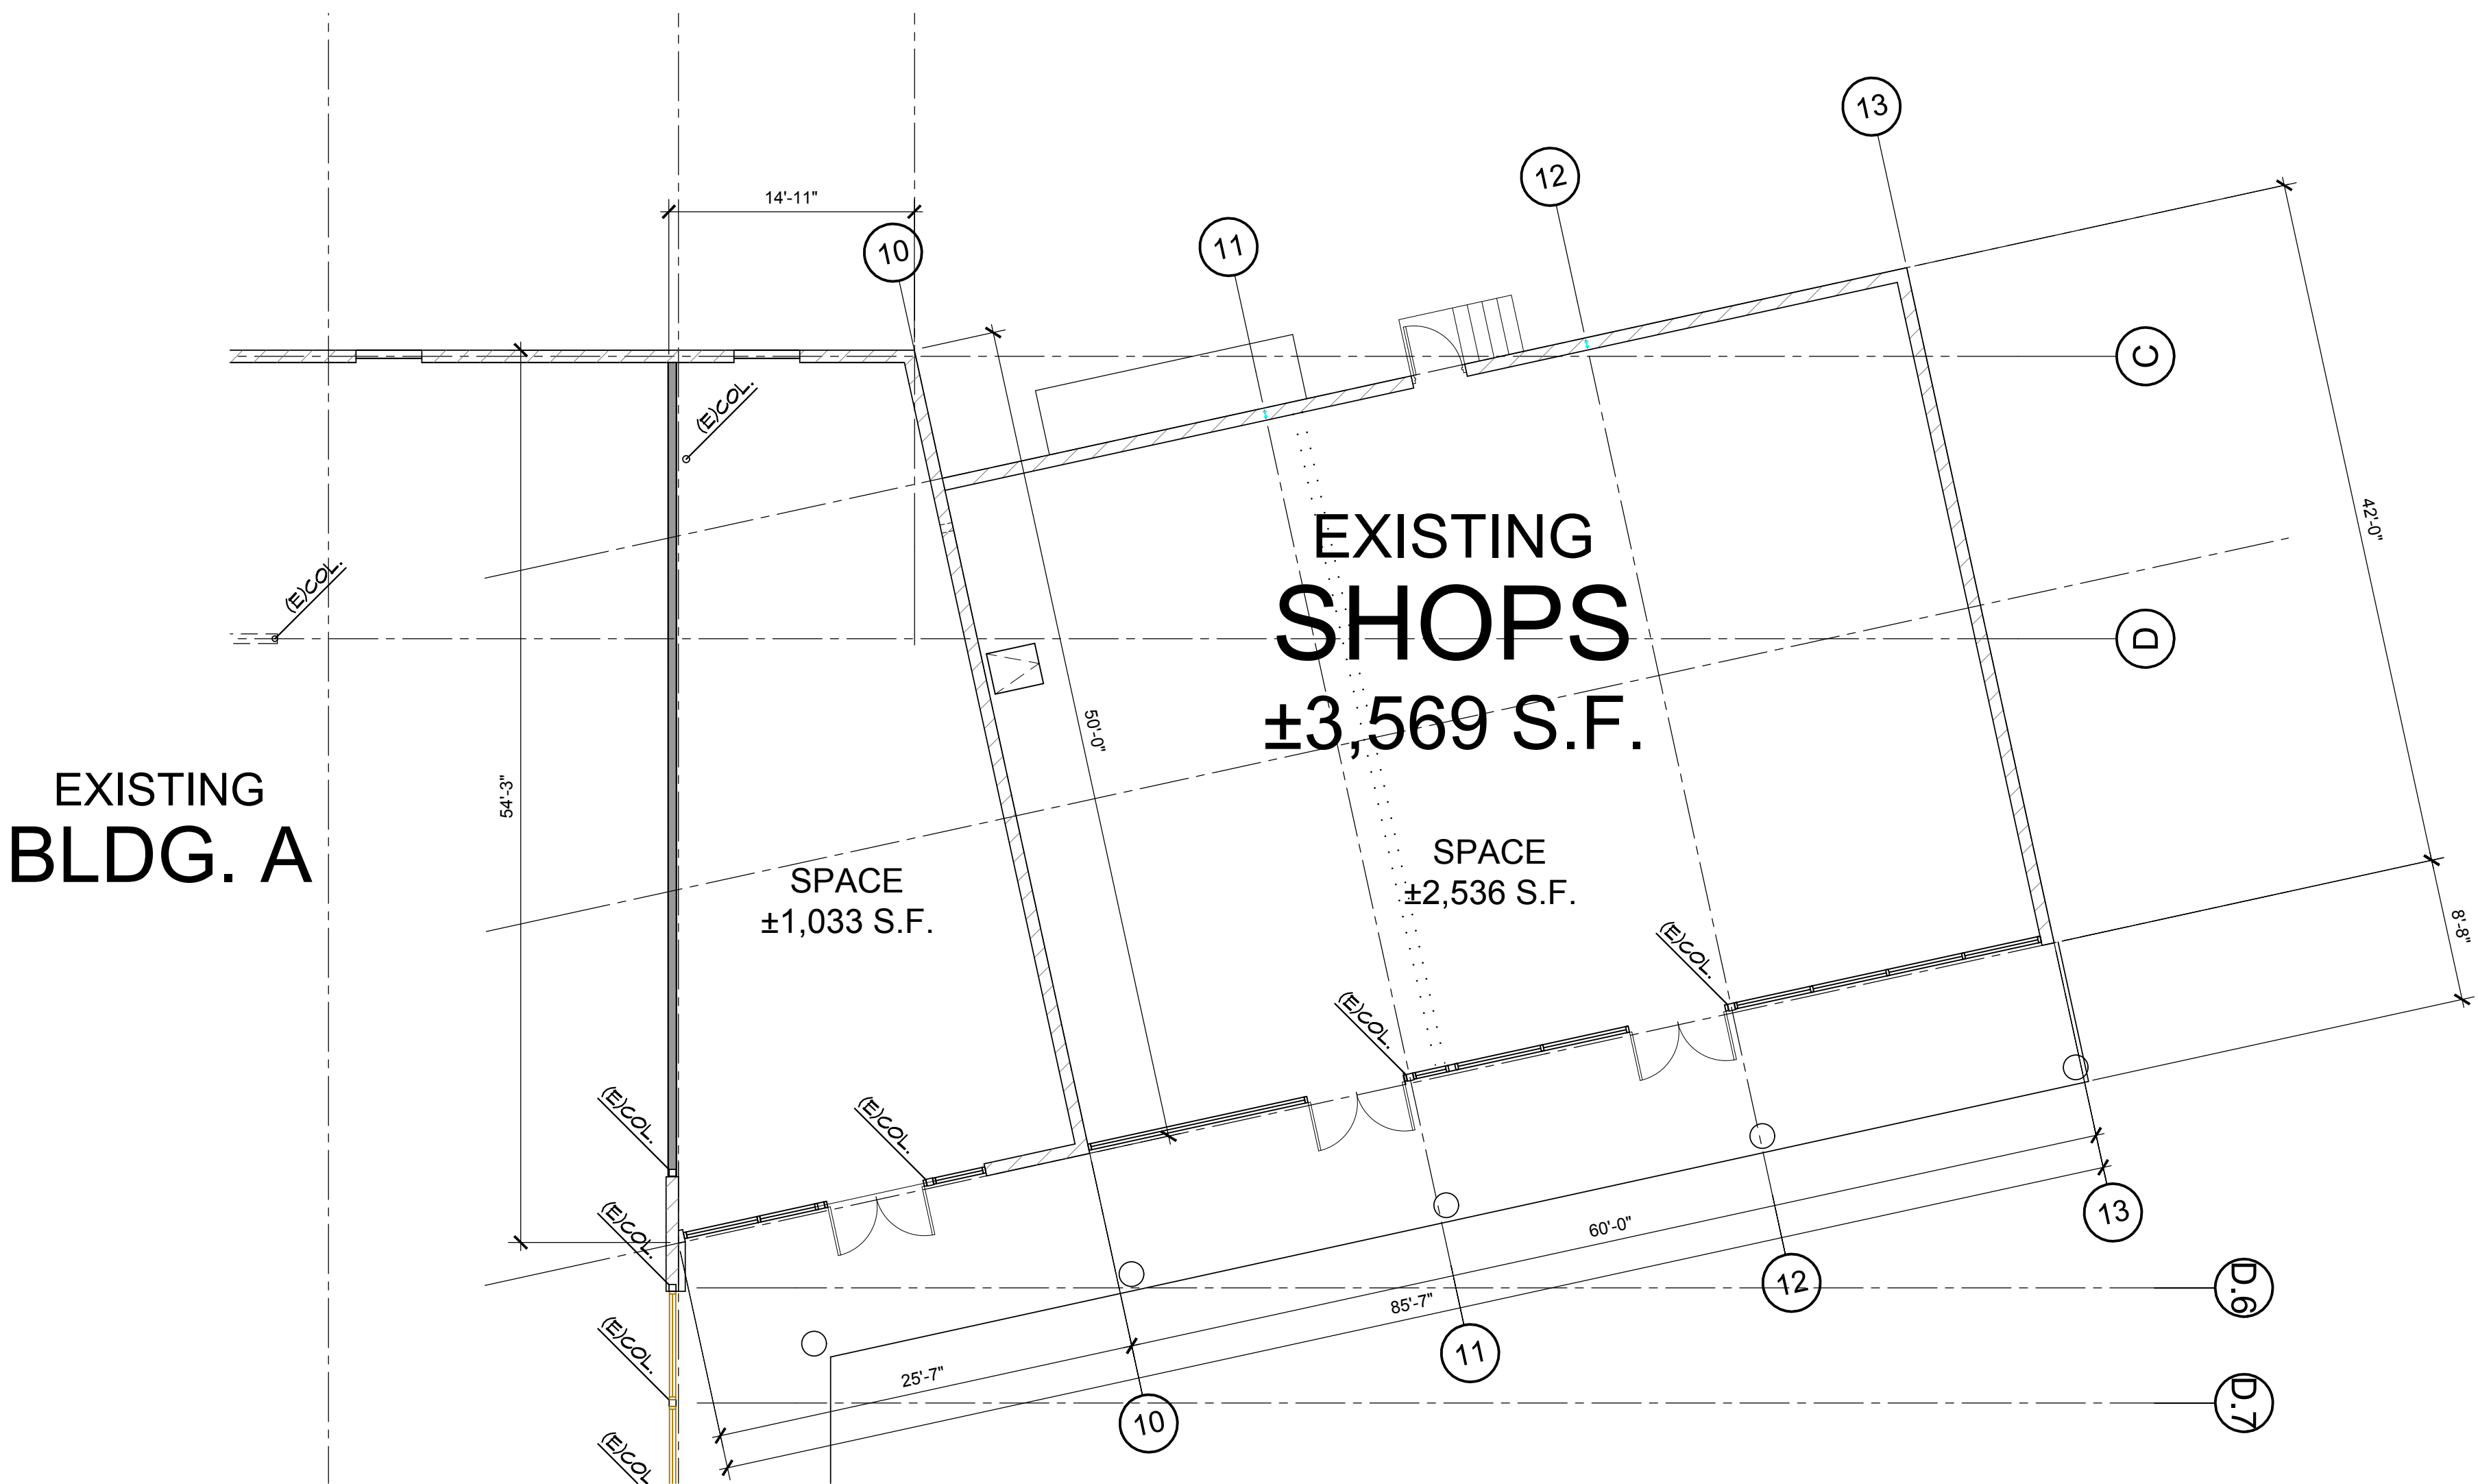 13
12
14'-11"
11
10
C
(E)COL.
42'-0"
EXISTING
SHOPS
±3,569 S.F.
(E)COL.
D
50'-0"
EXISTING
BLDG. A
54'-3"
SPACE
±1,033 S.F.
SPACE
±2,536 S.F.
(E)COL.
8'-8"
(E)COL.
(E)COL.
(E)COL.
(E)COL.
13
60'-0"
12
D.6
85'-7"
(E)COL.
11
25'-7"
10
D.7
(E)COL